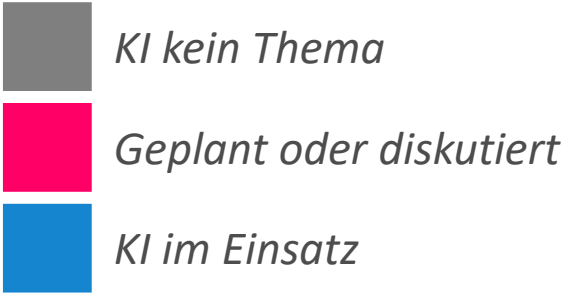 KI kein Thema
Geplant oder diskutiert
KI im Einsatz